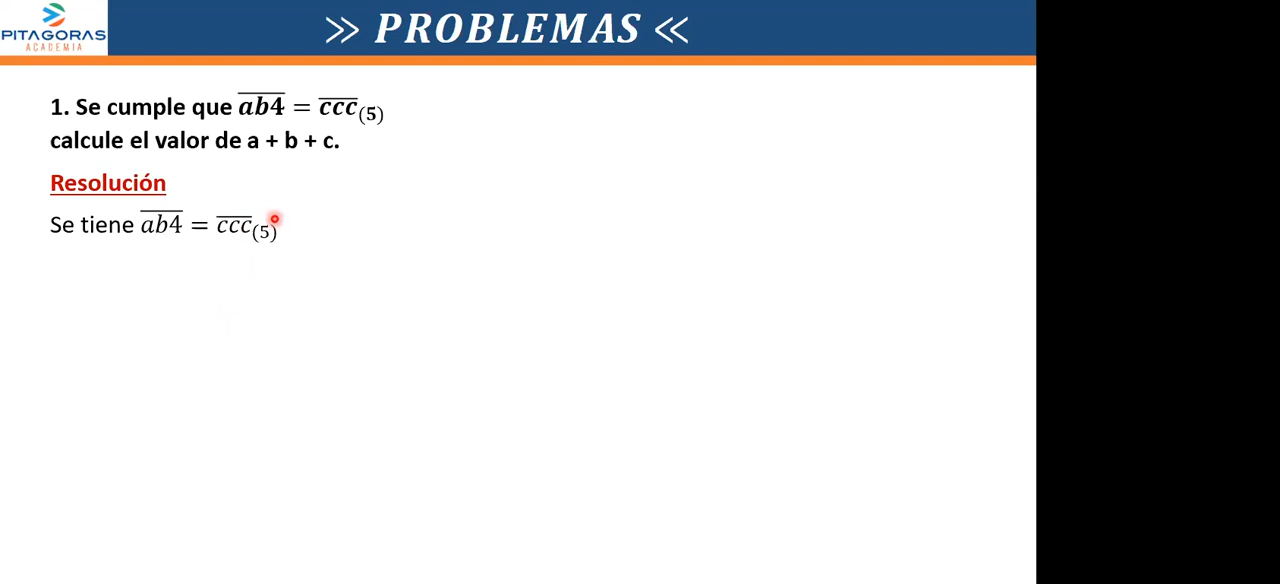 PITAGORAS
ACADEMIA
>> PROBLEMAS <<
1. Se cumple que \overline{ab4} = \overline{ccc}_{(5)}
calcule el valor de a + b + c.
Resolución
Se tiene \overline{ab4} = \overline{ccc}_{(5)}